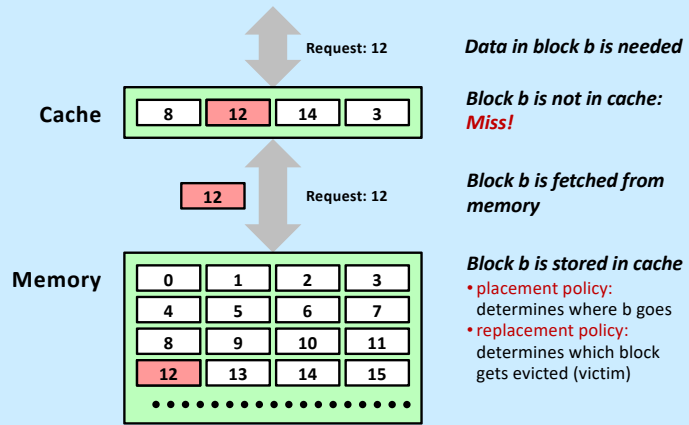 Request: 12
Data in block b is needed
Cache
8 12 14 3
Block b is not in cache:
Miss!
12
Request: 12
Block b is fetched from
memory
Memory
0 1 2 3
4 5 6 7
8 9 10 11
12 13 14 15
Block b is stored in cache
• placement policy:
determines where b goes
• replacement policy:
determines which block
gets evicted (victim)